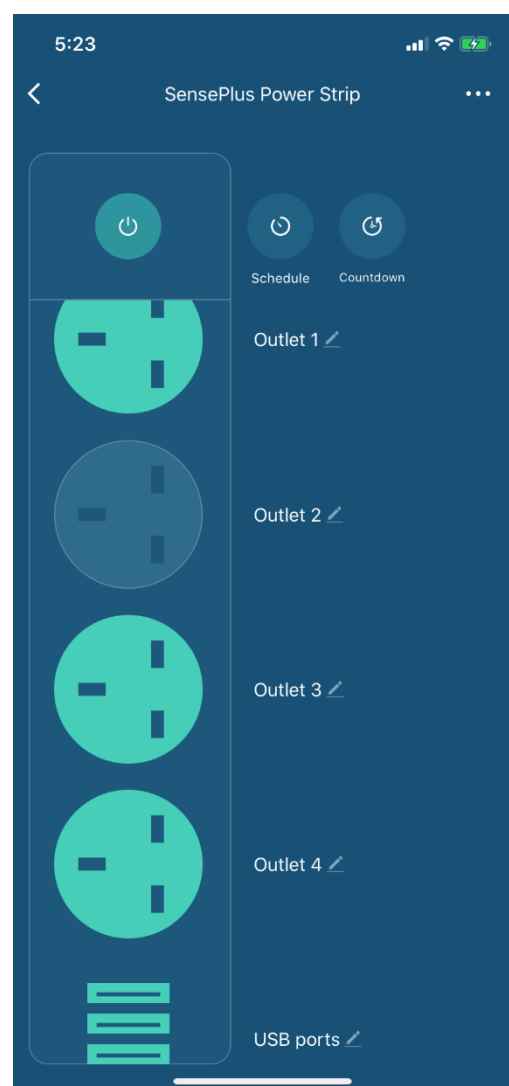 5:23
SensePlus Power Strip
Schedule
Countdown
Outlet 1
Outlet 2
Outlet 3
Outlet 4
USB ports